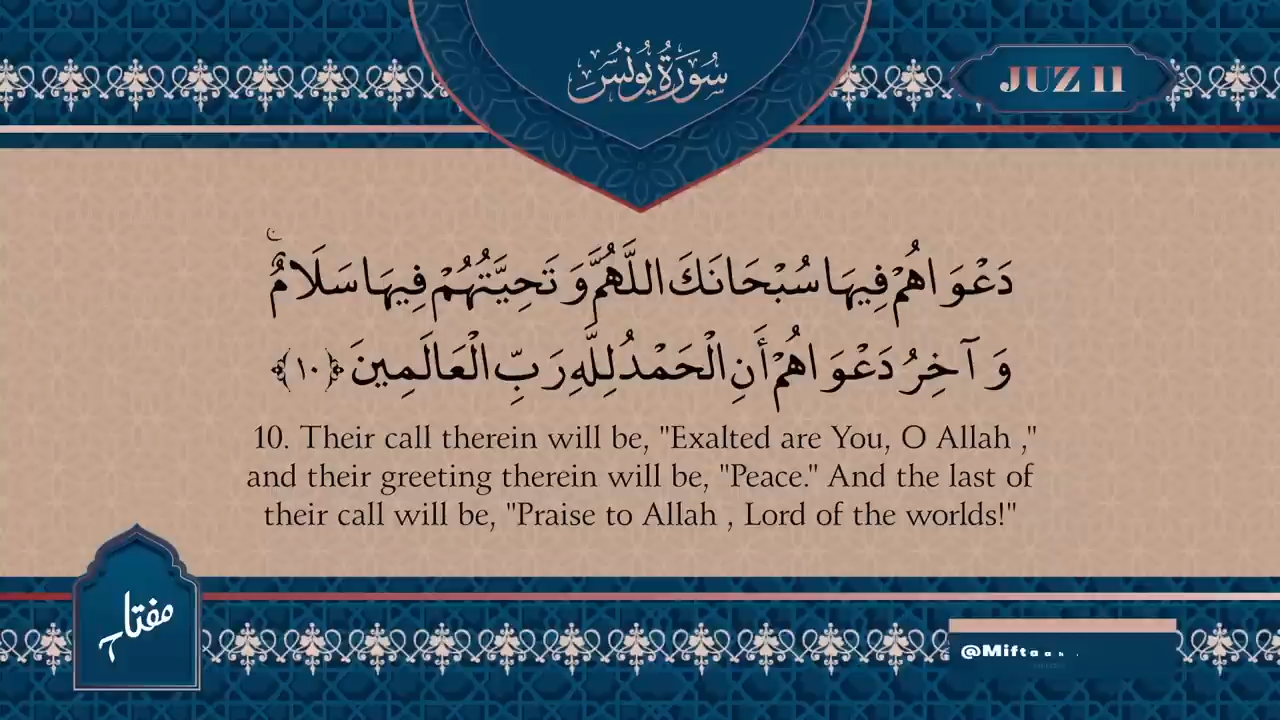 سُورَةُ يُونُسَ
JUZ 11
دَعْوَاهُمْ فِيهَا سُبْحَانَكَ اللَّهُمَّ وَتَحِيَّتُهُمْ فِيهَا سَلَامٌ ۚ
وَآخِرُ دَعْوَاهُمْ أَنِ الْحَمْدُ لِلَّهِ رَبِّ الْعَالَمِينَ ﴿١٠﴾
10. Their call therein will be, "Exalted are You, O Allah ,"
and their greeting therein will be, "Peace." And the last of
their call will be, "Praise to Allah , Lord of the worlds!"
مفتاح
@Miftaah